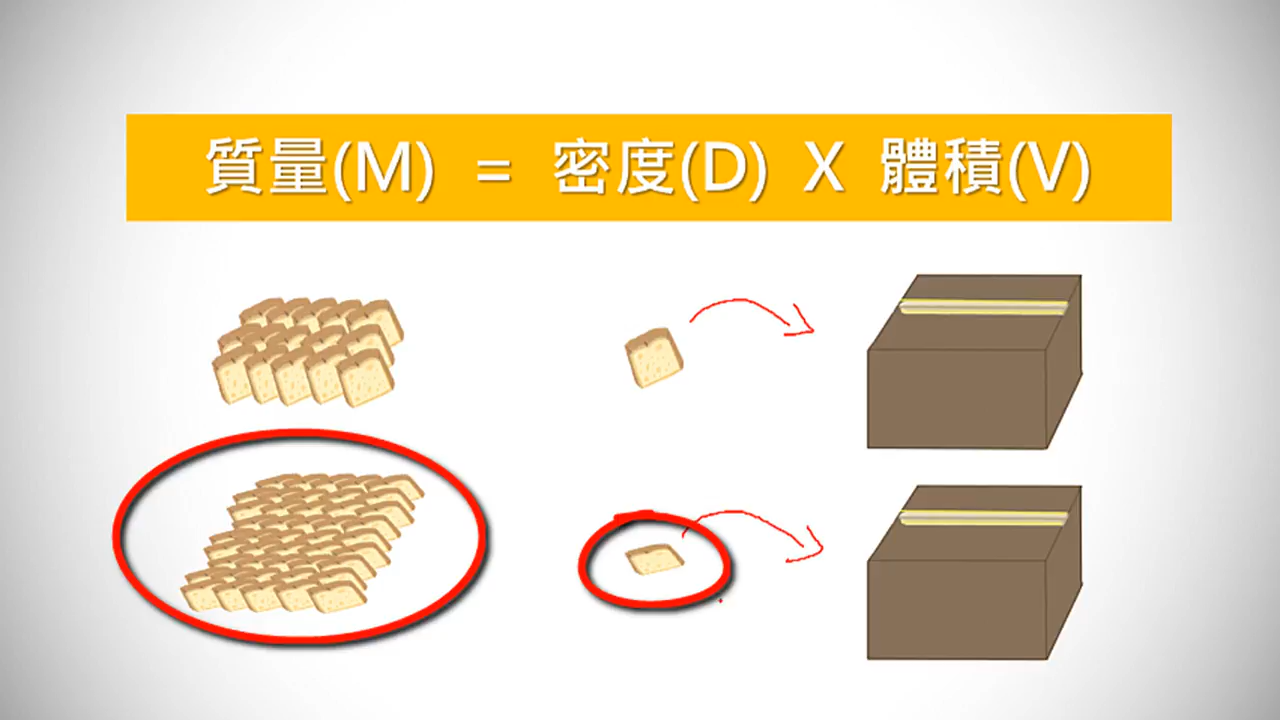 質量(M) = 密度(D) X 體積(V)